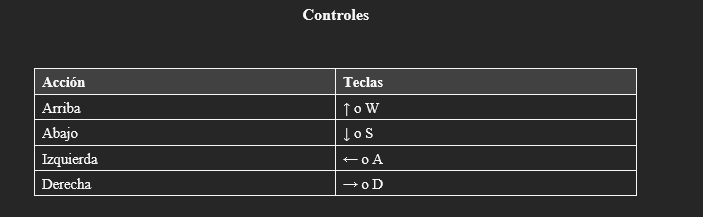 Controles
Acción Teclas
Arriba ↑ o W
Abajo ↓ o S
Izquierda ← o A
Derecha → o D